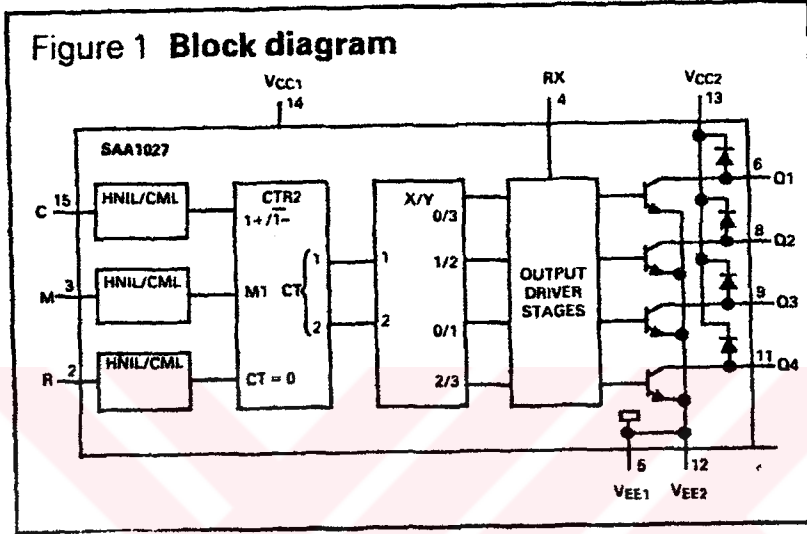 Figure 1 Block diagram
VCC1
14
RX
4
VCC2
13
SAA1027
C 15
HNIL/CML
CTR2
1+/1-
X/Y
0/3
6 Q1
1/2
8 Q2
M 3
HNIL/CML
M1
CT
1
2
1
2
OUTPUT
DRIVER
STAGES
0/1
9 Q3
R 2
HNIL/CML
CT = 0
2/3
11 Q4
5
12
VEE1
VEE2